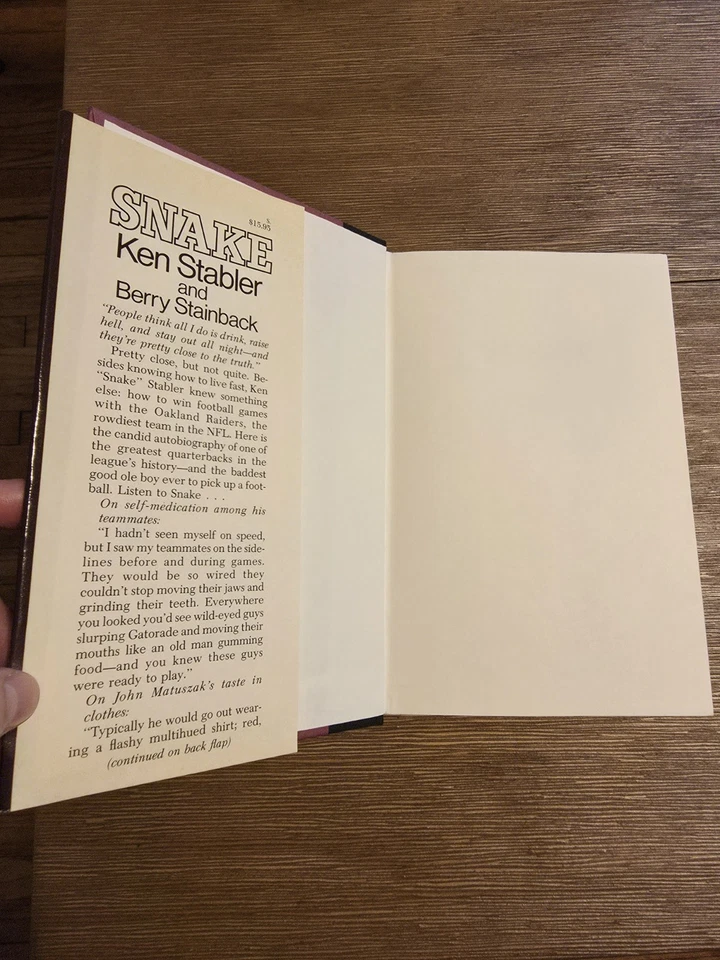 S.
$15.95
SNAKE
Ken Stabler
and
Berry Stainback
"People think all I do is drink, raise
hell, and stay out all night—and
they're pretty close to the truth."
Pretty close, but not quite. Be-
sides knowing how to live fast, Ken
"Snake" Stabler knew something
else: how to win football games
with the Oakland Raiders, the
rowdiest team in the NFL. Here is
the candid autobiography of one of
the greatest quarterbacks in the
league's history—and the baddest
good ole boy ever to pick up a foot-
ball. Listen to Snake . . .
On self-medication among his
teammates:
"I hadn't seen myself on speed,
but I saw my teammates on the side-
lines before and during games.
They would be so wired they
couldn't stop moving their jaws and
grinding their teeth. Everywhere
you looked you'd see wild-eyed guys
slurping Gatorade and moving their
mouths like an old man gumming
food—and you knew these guys
were ready to play."
On John Matuszak's taste in
clothes:
"Typically he would go out wear-
ing a flashy multihued shirt; red,
(continued on back flap)